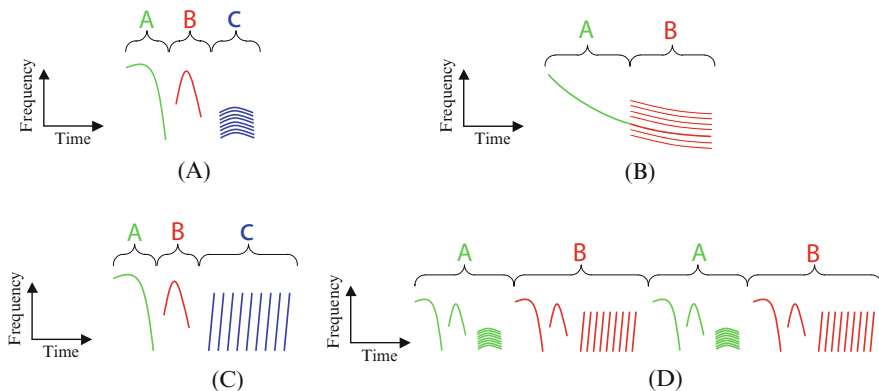 A B C
Frequency
Time
(A)
A B
Frequency
Time
(B)
A B C
Frequency
Time
(C)
A B A B
Frequency
Time
(D)